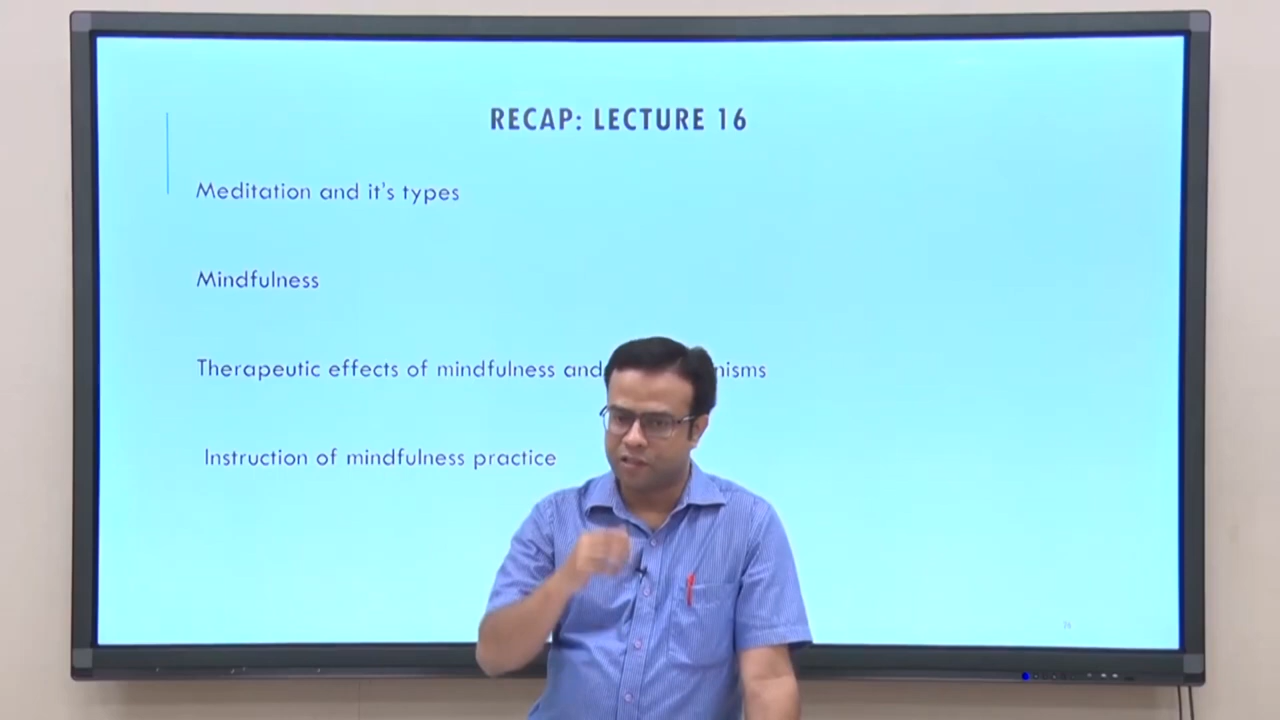 RECAP: LECTURE 16
Meditation and it's types
Mindfulness
Therapeutic effects of mindfulness and
Instruction of mindfulness practice